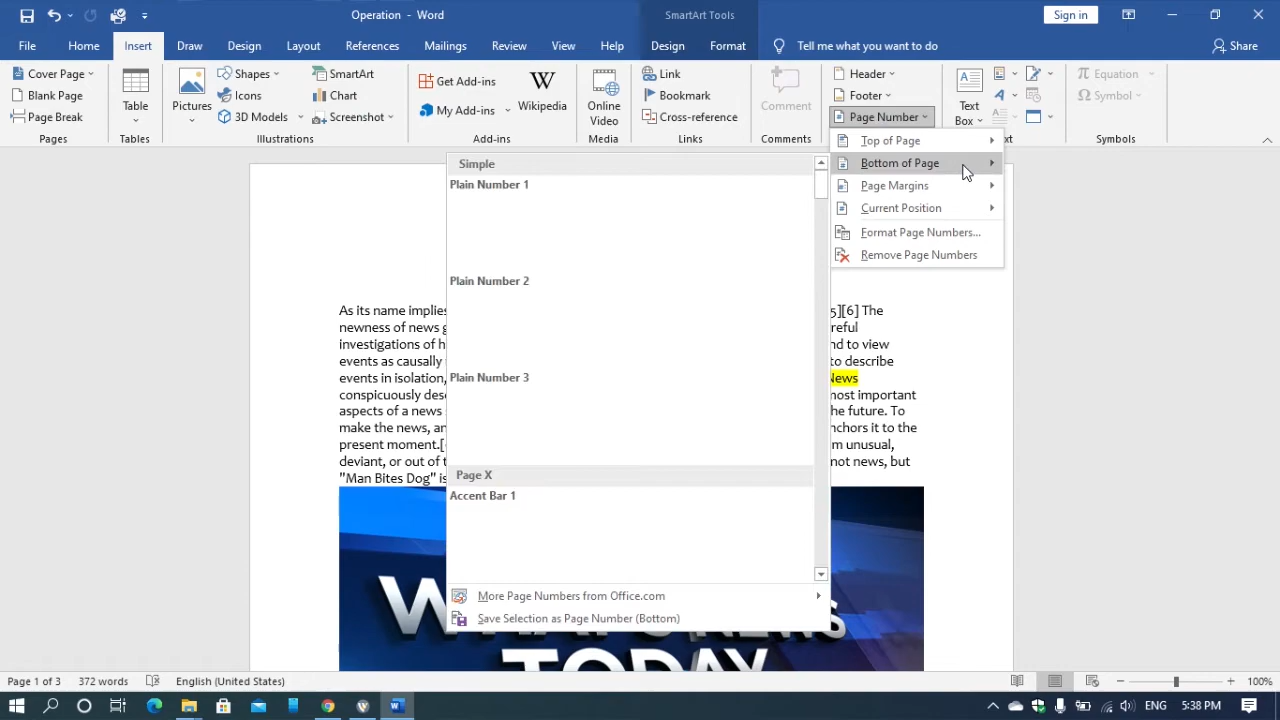 Operation - Word
SmartArt Tools
Sign in
File Home Insert Draw Design Layout References Mailings Review View Help Design Format Tell me what you want to do Share
Cover Page
Blank Page
Page Break
Pages
Table
Tables
Pictures
Shapes
Icons
3D Models
SmartArt
Chart
Screenshot
Illustrations
Get Add-ins
My Add-ins
W
Wikipedia
Add-ins
Online
Video
Media
Link
Bookmark
Cross-reference
Links
Comment
Comments
Header
Footer
Page Number
Text
Box
Equation
Symbol
Symbols
Top of Page
Bottom of Page
Page Margins
Current Position
Format Page Numbers...
Remove Page Numbers
Simple
Plain Number 1
Plain Number 2
Plain Number 3
Page X
Accent Bar 1
More Page Numbers from Office.com
Save Selection as Page Number (Bottom)
As its name implies 5][6] The
newness of news
investigations of and to view
events as causally to describe
events in isolation, News
conspicuously most important
aspects of a news the future. To
make the news, anchors it to the
present moment.[ unusual,
deviant, or out of not news, but
"Man Bites Dog" is
TODAY
Page 1 of 3 372 words English (United States) 100%
ENG 5:38 PM